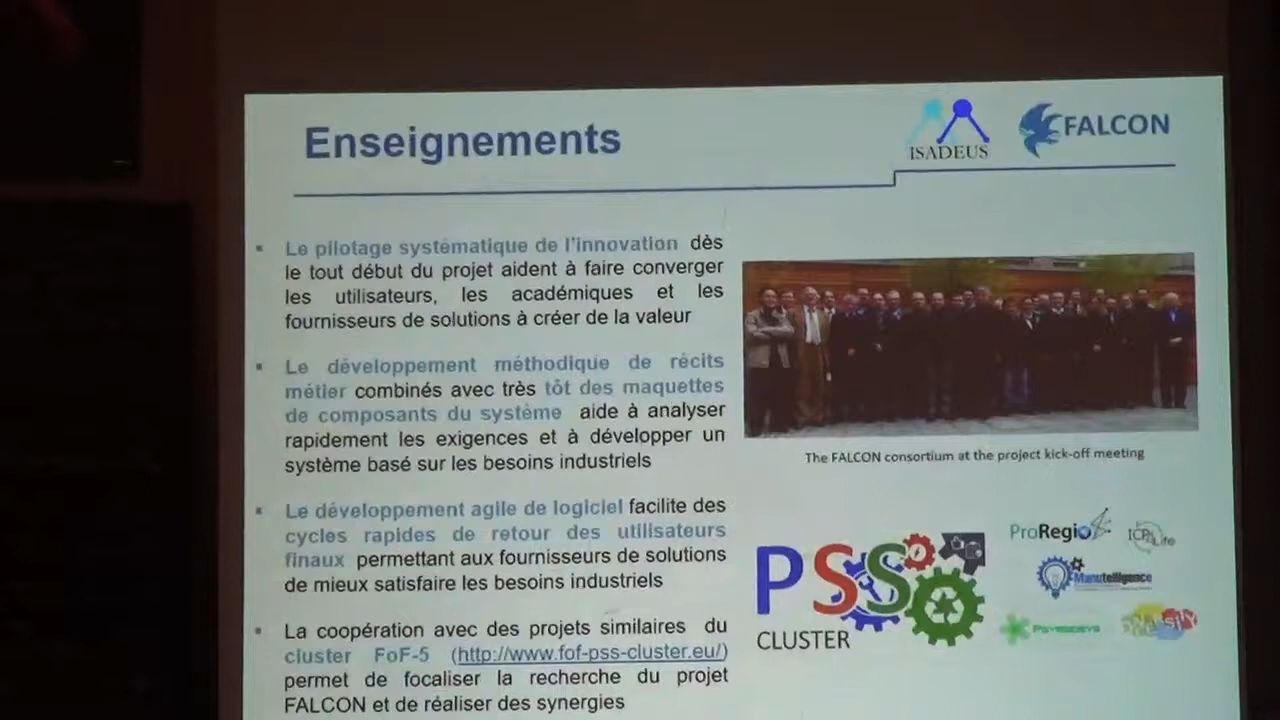 Enseignements
ISADEUS
FALCON
Le pilotage systématique de l'innovation dès
le tout début du projet aident à faire converger
les utilisateurs, les académiques et les
fournisseurs de solutions à créer de la valeur
Le développement méthodique de récits
métier combinés avec très tôt des maquettes
de composants du système aide à analyser
rapidement les exigences et à développer un
système basé sur les besoins industriels
Le développement agile de logiciel facilite des
cycles rapides de retour des utilisateurs
finaux permettant aux fournisseurs de solutions
de mieux satisfaire les besoins industriels
La coopération avec des projets similaires du
cluster FoF-5 (http://www.fof-pss-cluster.eu/)
permet de focaliser la recherche du projet
FALCON et de réaliser des synergies
The FALCON consortium at the project kick-off meeting
PSS
CLUSTER
ProRegio
Manutelligence